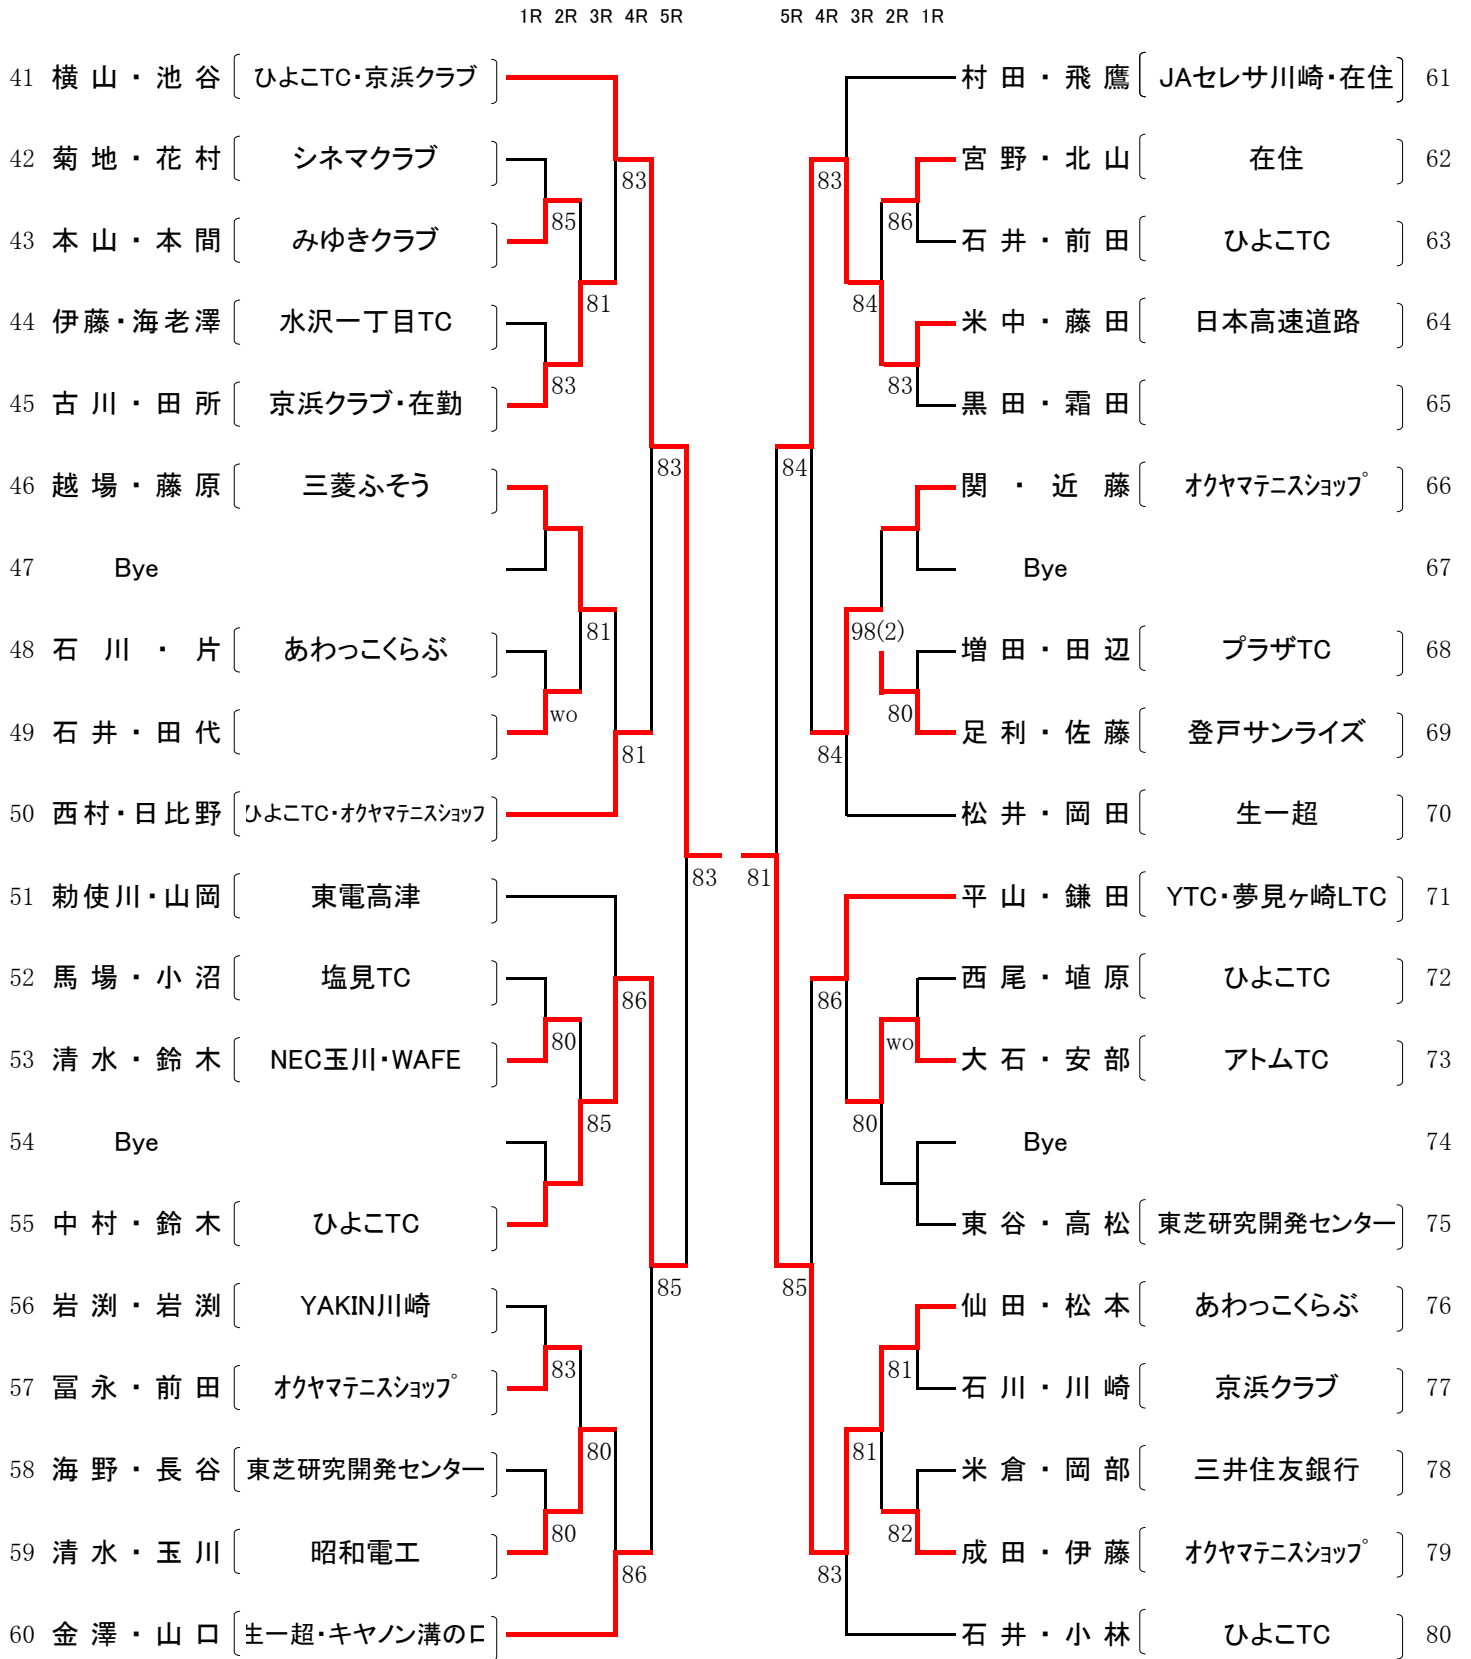 1R 2R 3R 4R 5R 5R 4R 3R 2R 1R
41 横山・池谷 ひよこTC・京浜クラブ 村田・飛鷹 JAセレサ川崎・在住 61
42 菊地・花村 シネマクラブ 83 83 宮野・北山 在住 62
43 本山・本間 みゆきクラブ 85 86 石井・前田 ひよこTC 63
81 84
44 伊藤・海老澤 水沢一丁目TC 米中・藤田 日本高速道路 64
83 83
45 古川・田所 京浜クラブ・在勤 黒田・霜田 65
83 84
46 越場・藤原 三菱ふそう 関・近藤 オクヤマテニスショップ 66
47 Bye Bye 67
81 98(2)
48 石川・片 あわっこくらぶ 増田・田辺 プラザTC 68
wo 80
49 石井・田代 足利・佐藤 登戸サンライズ 69
81 84
50 西村・日比野 ひよこTC・オクヤマテニスショッフ 松井・岡田 生一超 70
83 81
51 勅使川・山岡 東電高津 平山・鎌田 YTC・夢見ヶ崎LTC 71
52 馬場・小沼 塩見TC 西尾・埴原 ひよこTC 72
86 86
80 wo
53 清水・鈴木 NEC玉川・WAFE 大石・安部 アトムTC 73
85 80
54 Bye Bye 74
55 中村・鈴木 ひよこTC 東谷・高松 東芝研究開発センター 75
85 85
56 岩渕・岩渕 YAKIN川崎 仙田・松本 あわっこくらぶ 76
83 81
57 冨永・前田 オクヤマテニスショップ 石川・川崎 京浜クラブ 77
80 81
58 海野・長谷 東芝研究開発センター 米倉・岡部 三井住友銀行 78
80 82
59 清水・玉川 昭和電工 成田・伊藤 オクヤマテニスショップ 79
86 83
60 金澤・山口 生一超・キヤノン溝の口 石井・小林 ひよこTC 80